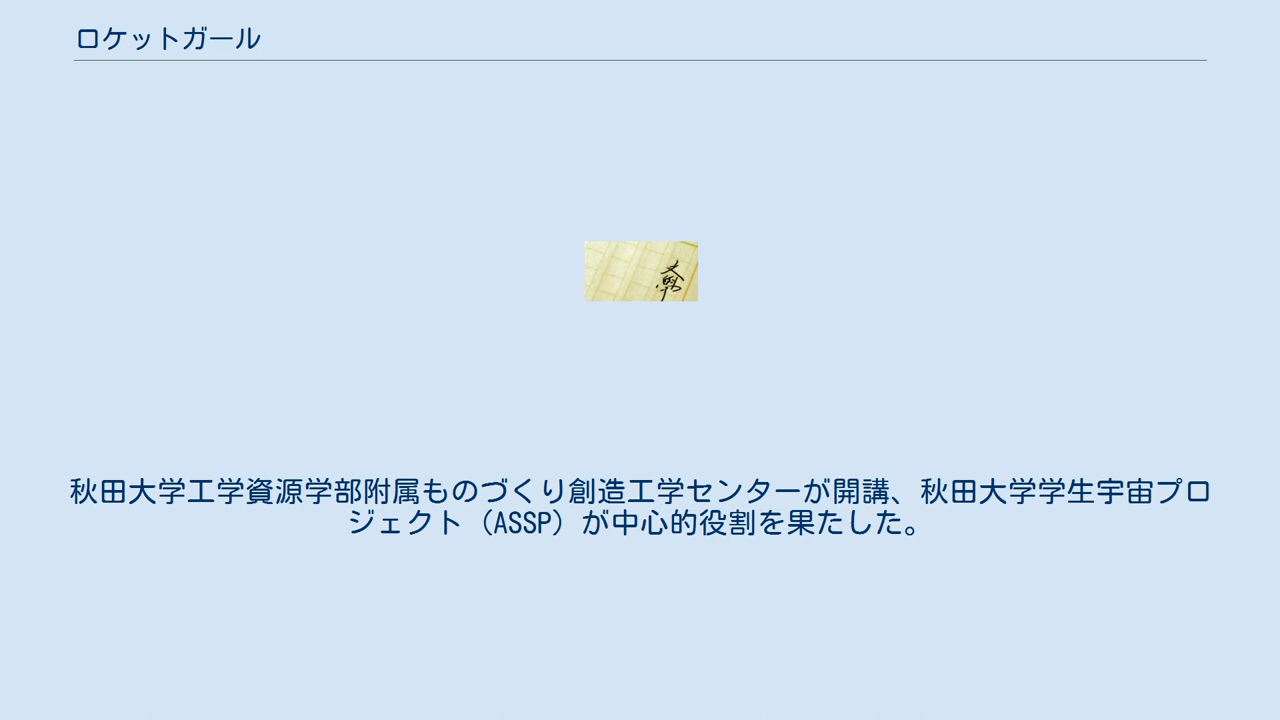 ロケットガール
秋田大学工学資源学部附属ものづくり創造工学センターが開講、秋田大学学生宇宙プロ
ジェクト（ASSP）が中心的役割を果たした。